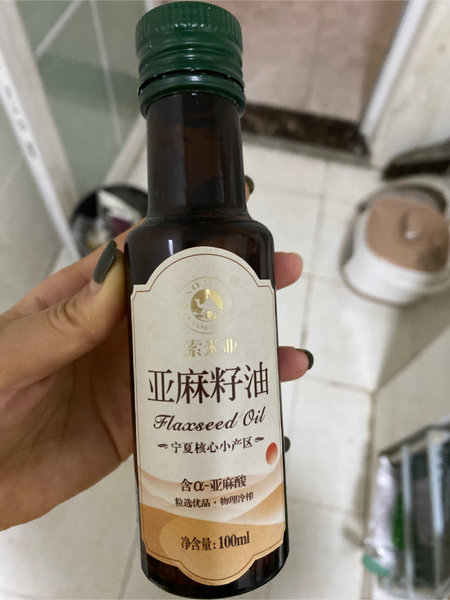 索米亚
亚麻籽油
Flaxseed Oil
宁夏核心小产区
含α-亚麻酸
粒选优品·物理冷榨
净含量:100ml